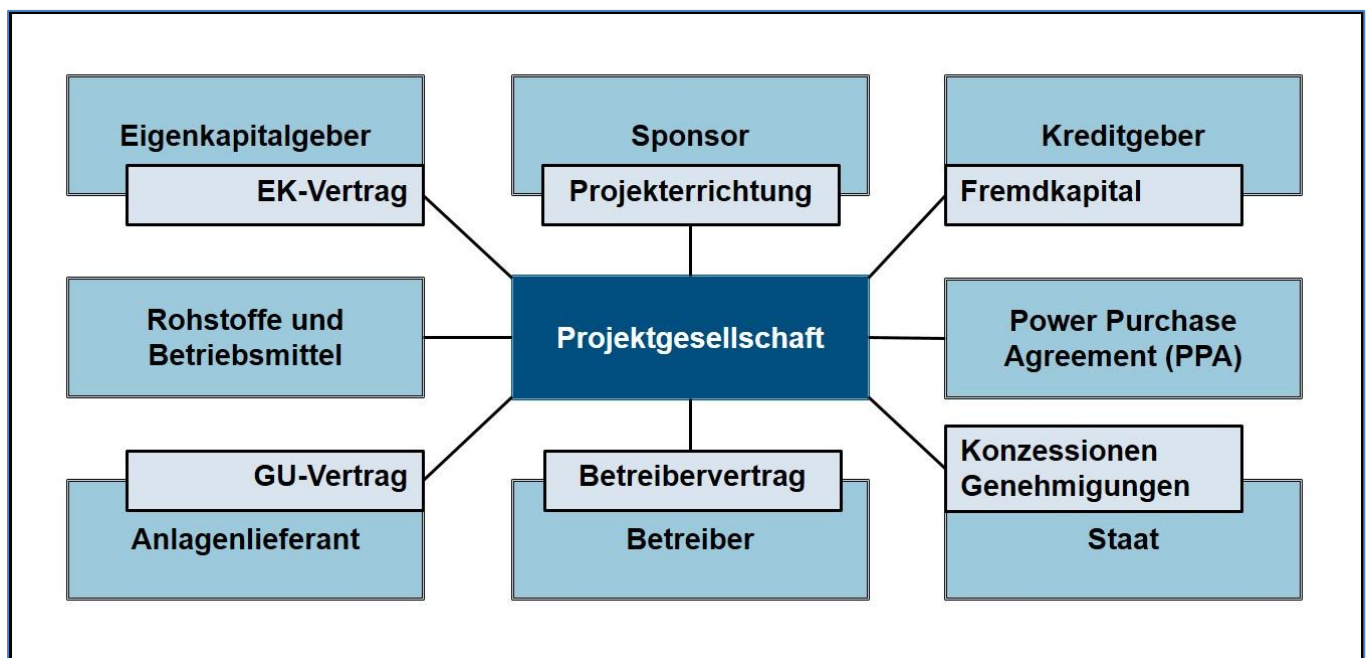 Eigenkapitalgeber
EK-Vertrag
Sponsor
Projekterrichtung
Kreditgeber
Fremdkapital
Rohstoffe und
Betriebsmittel
Projektgesellschaft
Power Purchase
Agreement (PPA)
GU-Vertrag
Anlagenlieferant
Betreibervertrag
Betreiber
Konzessionen
Genehmigungen
Staat